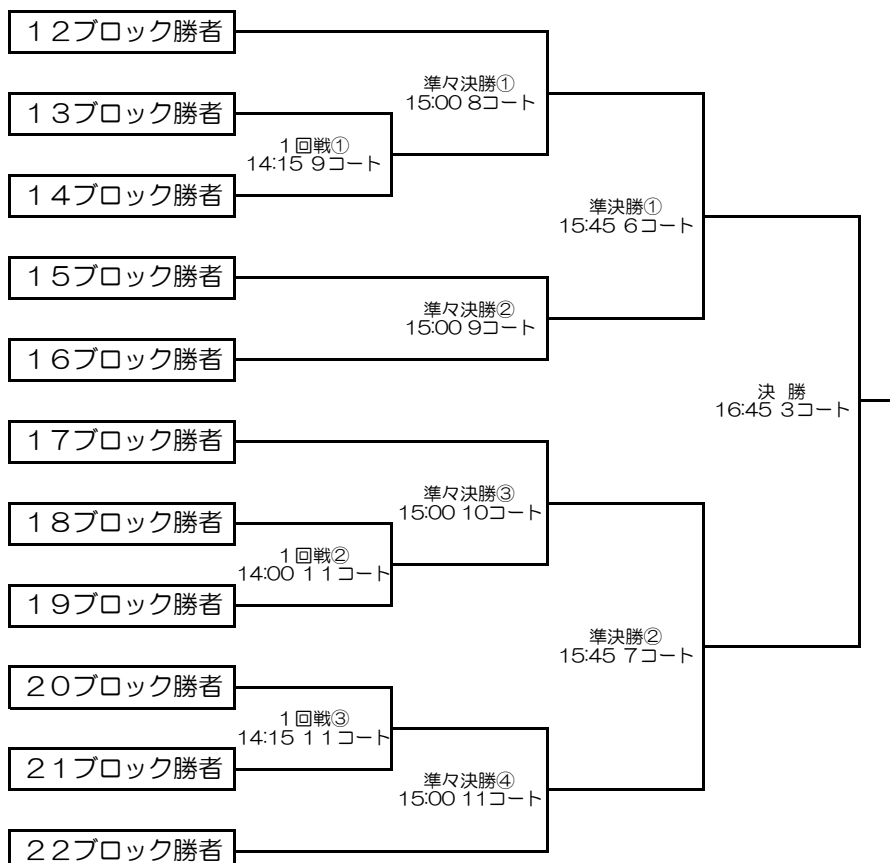 １２ブロック勝者
準々決勝①
15:00 8コート
１３ブロック勝者
１回戦①
14:15 9コート
１４ブロック勝者
準決勝①
15:45 6コート
１５ブロック勝者
準々決勝②
15:00 9コート
１６ブロック勝者
決 勝
16:45 3コート
１７ブロック勝者
準々決勝③
15:00 10コート
１８ブロック勝者
１回戦②
14:00 １１コート
１９ブロック勝者
準決勝②
15:45 7コート
２０ブロック勝者
１回戦③
14:15 １１コート
２１ブロック勝者
準々決勝④
15:00 11コート
２２ブロック勝者